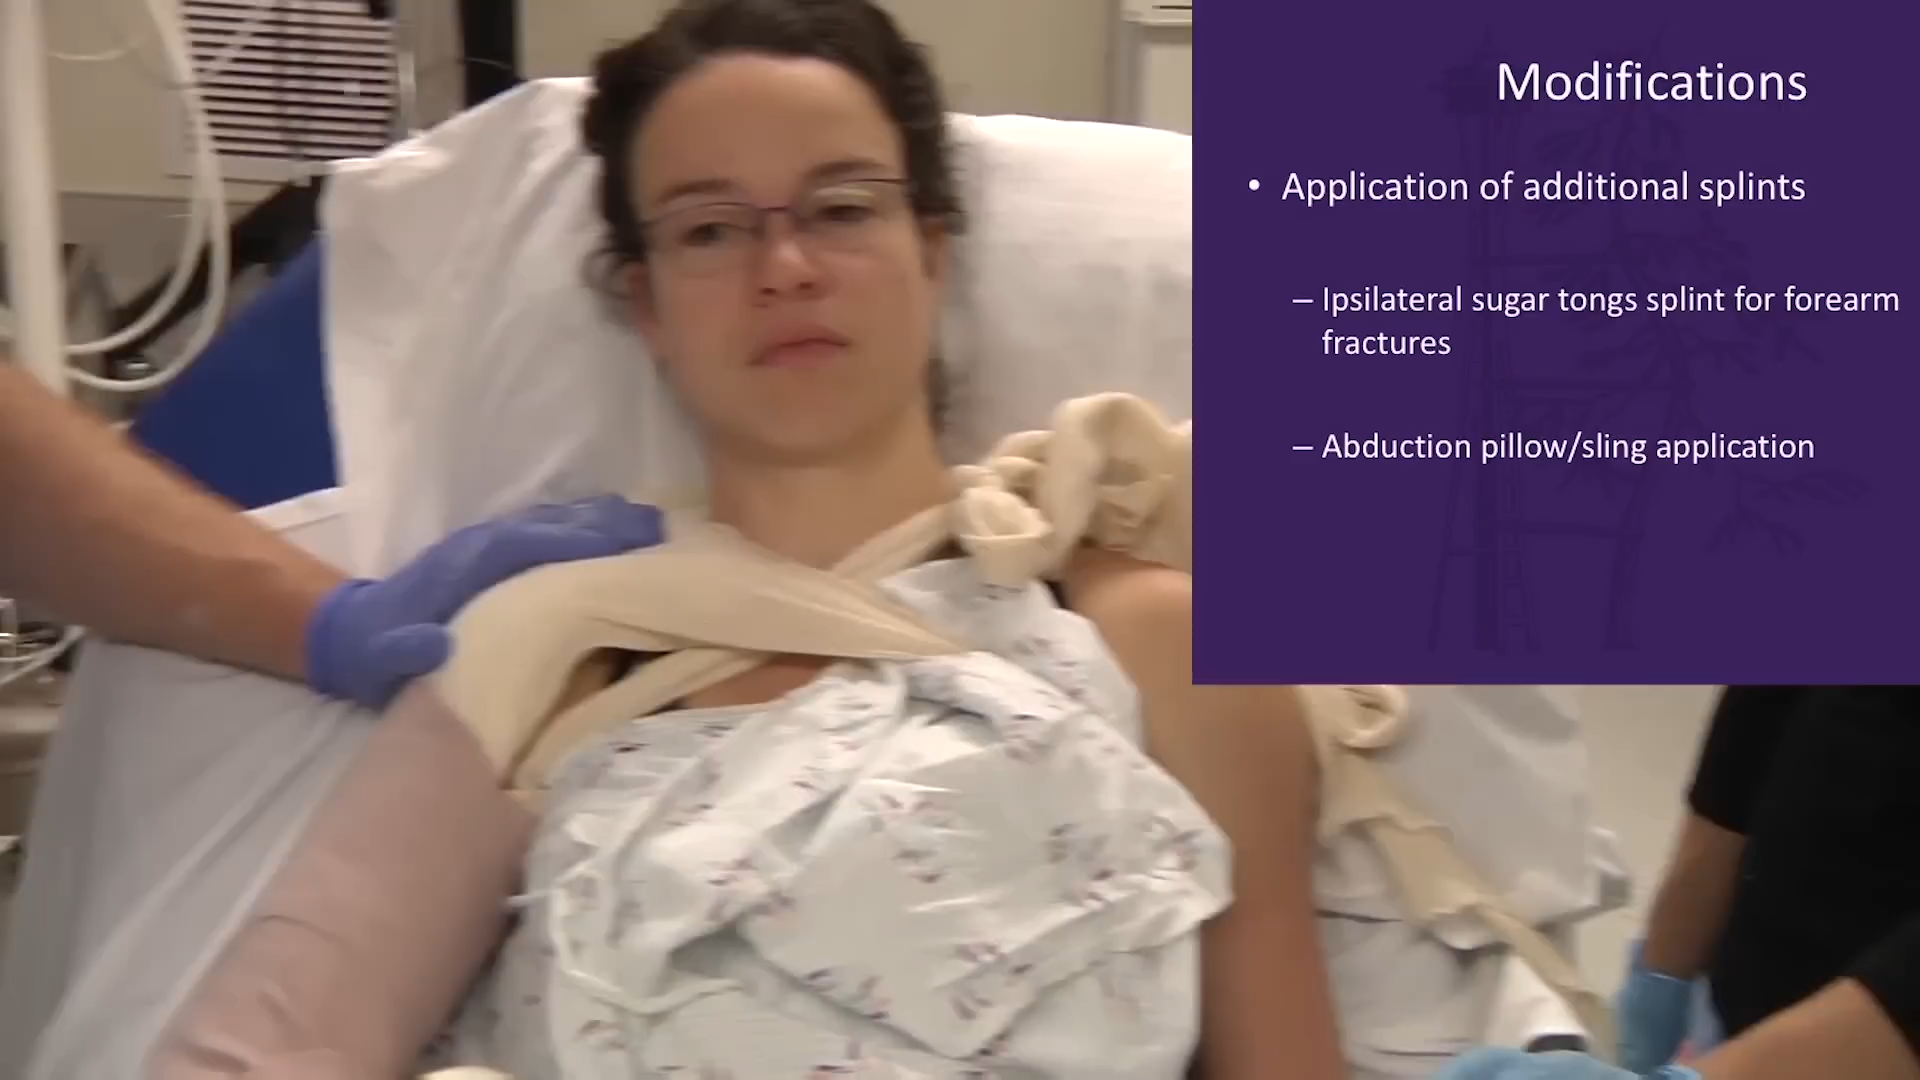 Modifications
• Application of additional splints
– Ipsilateral sugar tongs splint for forearm
fractures
– Abduction pillow/sling application